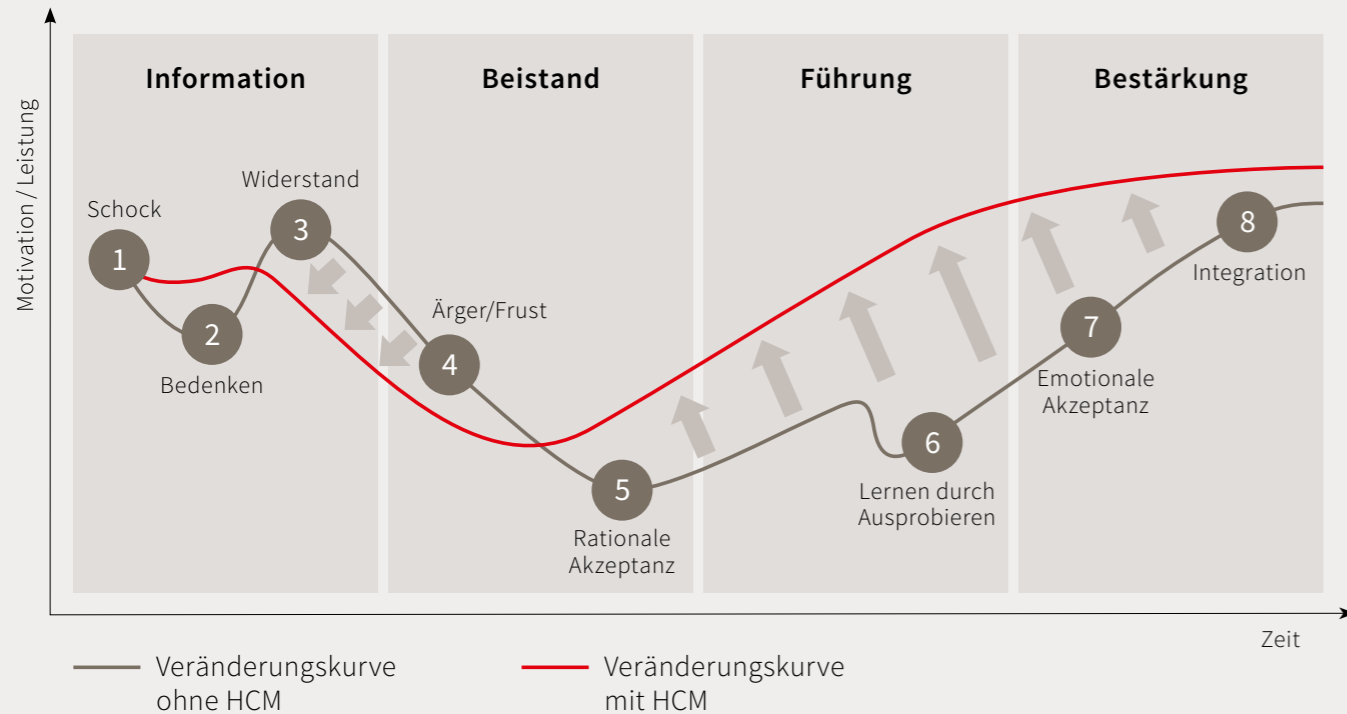 Motivation / Leistung
Information
Beistand
Führung
Bestärkung
Schock
1
2
Bedenken
Widerstand
3
Ärger/Frust
4
5
Rationale
Akzeptanz
6
Lernen durch
Ausprobieren
7
Emotionale
Akzeptanz
8
Integration
Zeit
Veränderungskurve
ohne HCM
Veränderungskurve
mit HCM